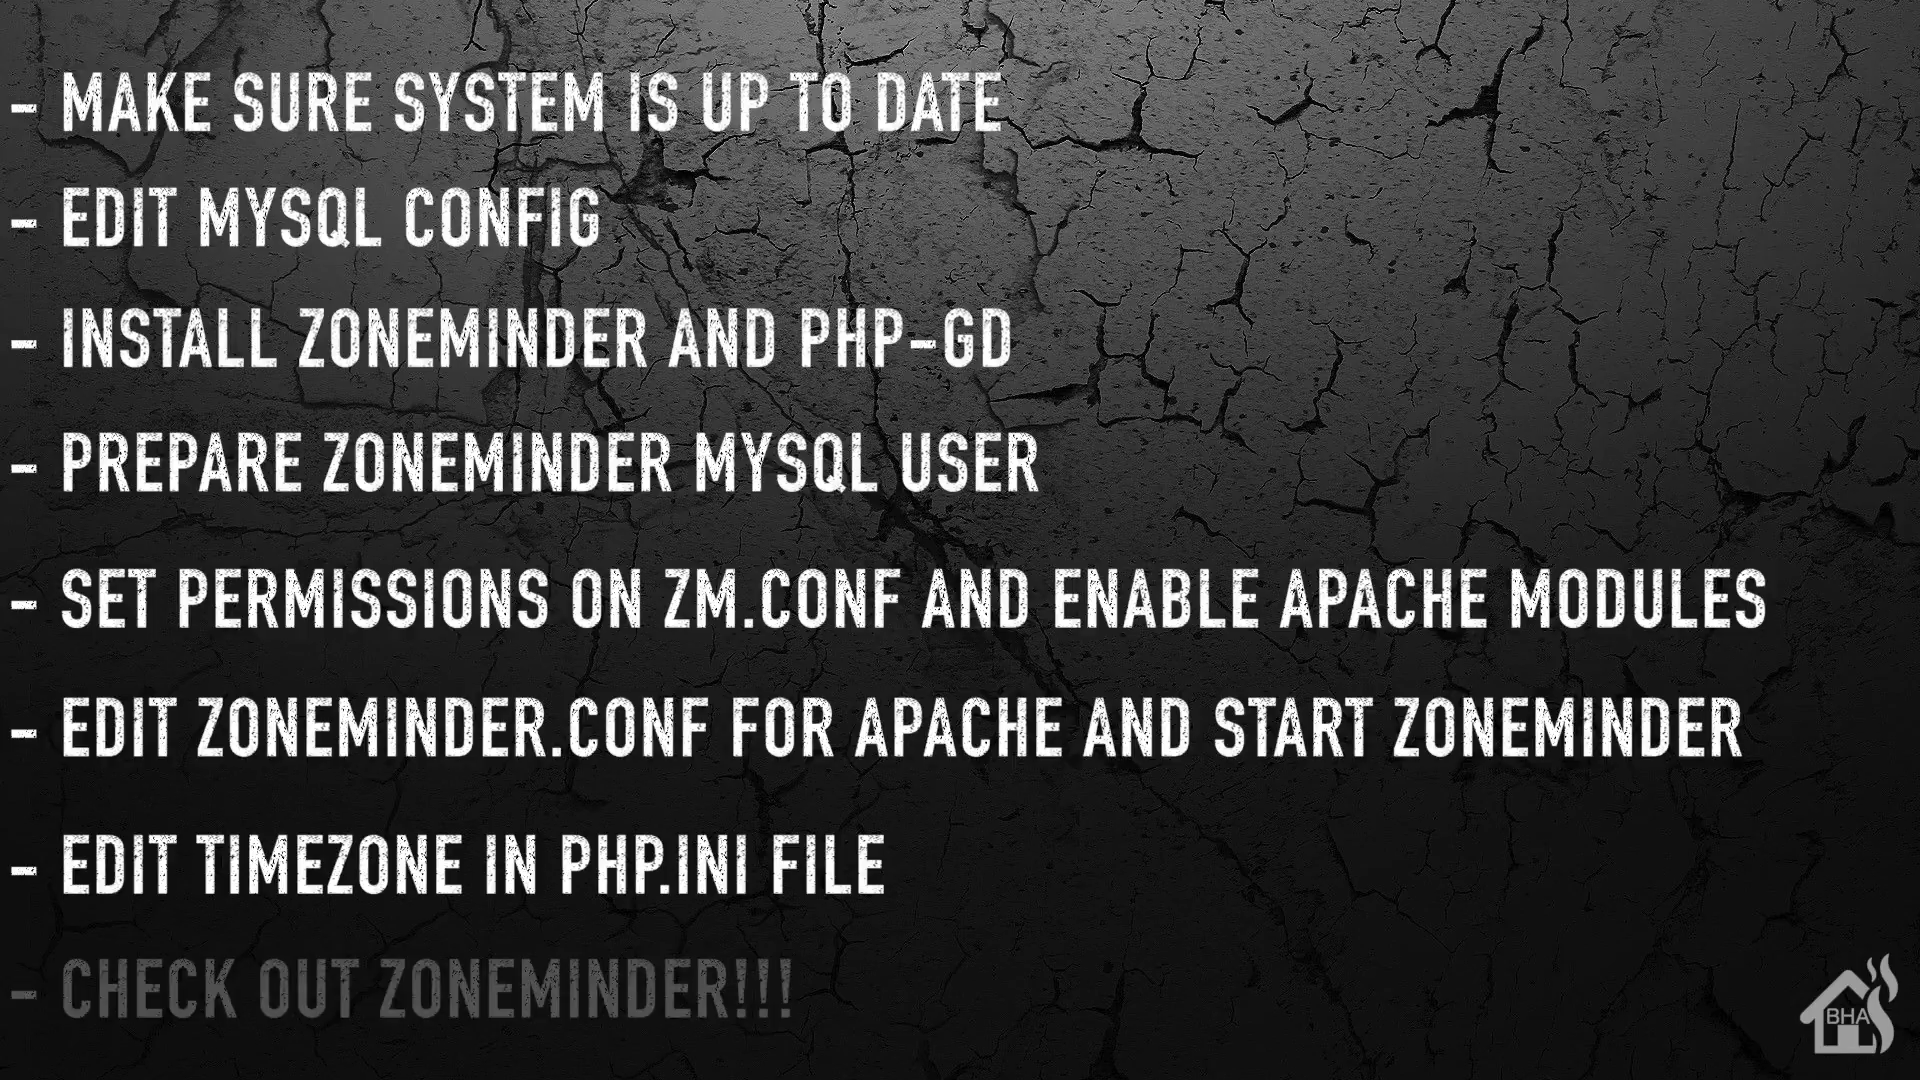 - MAKE SURE SYSTEM IS UP TO DATE
- EDIT MYSQL CONFIG
- INSTALL ZONEMINDER AND PHP-GD
- PREPARE ZONEMINDER MYSQL USER
- SET PERMISSIONS ON ZM.CONF AND ENABLE APACHE MODULES
- EDIT ZONEMINDER.CONF FOR APACHE AND START ZONEMINDER
- EDIT TIMEZONE IN PHP.INI FILE
- CHECK OUT ZONEMINDER!!!
BHA